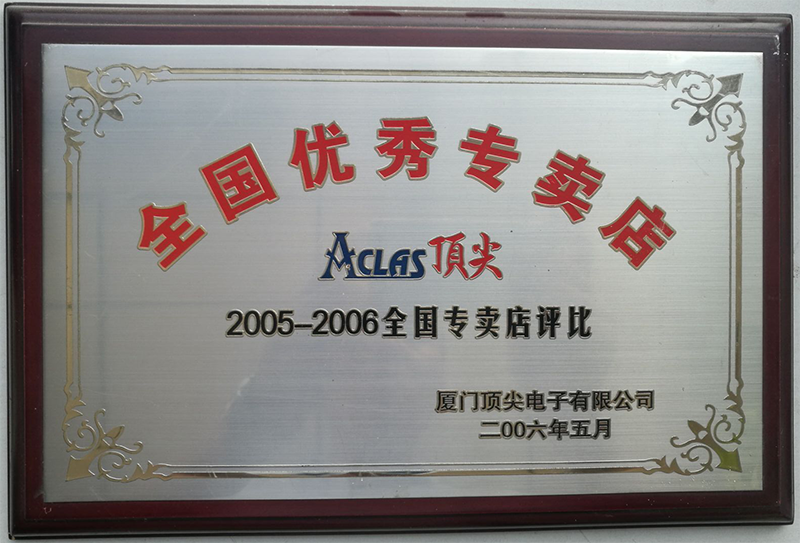 全国优秀专卖店
ACLAS頂尖
2005-2006全国专卖店评比
厦门顶尖电子有限公司
二00六年五月